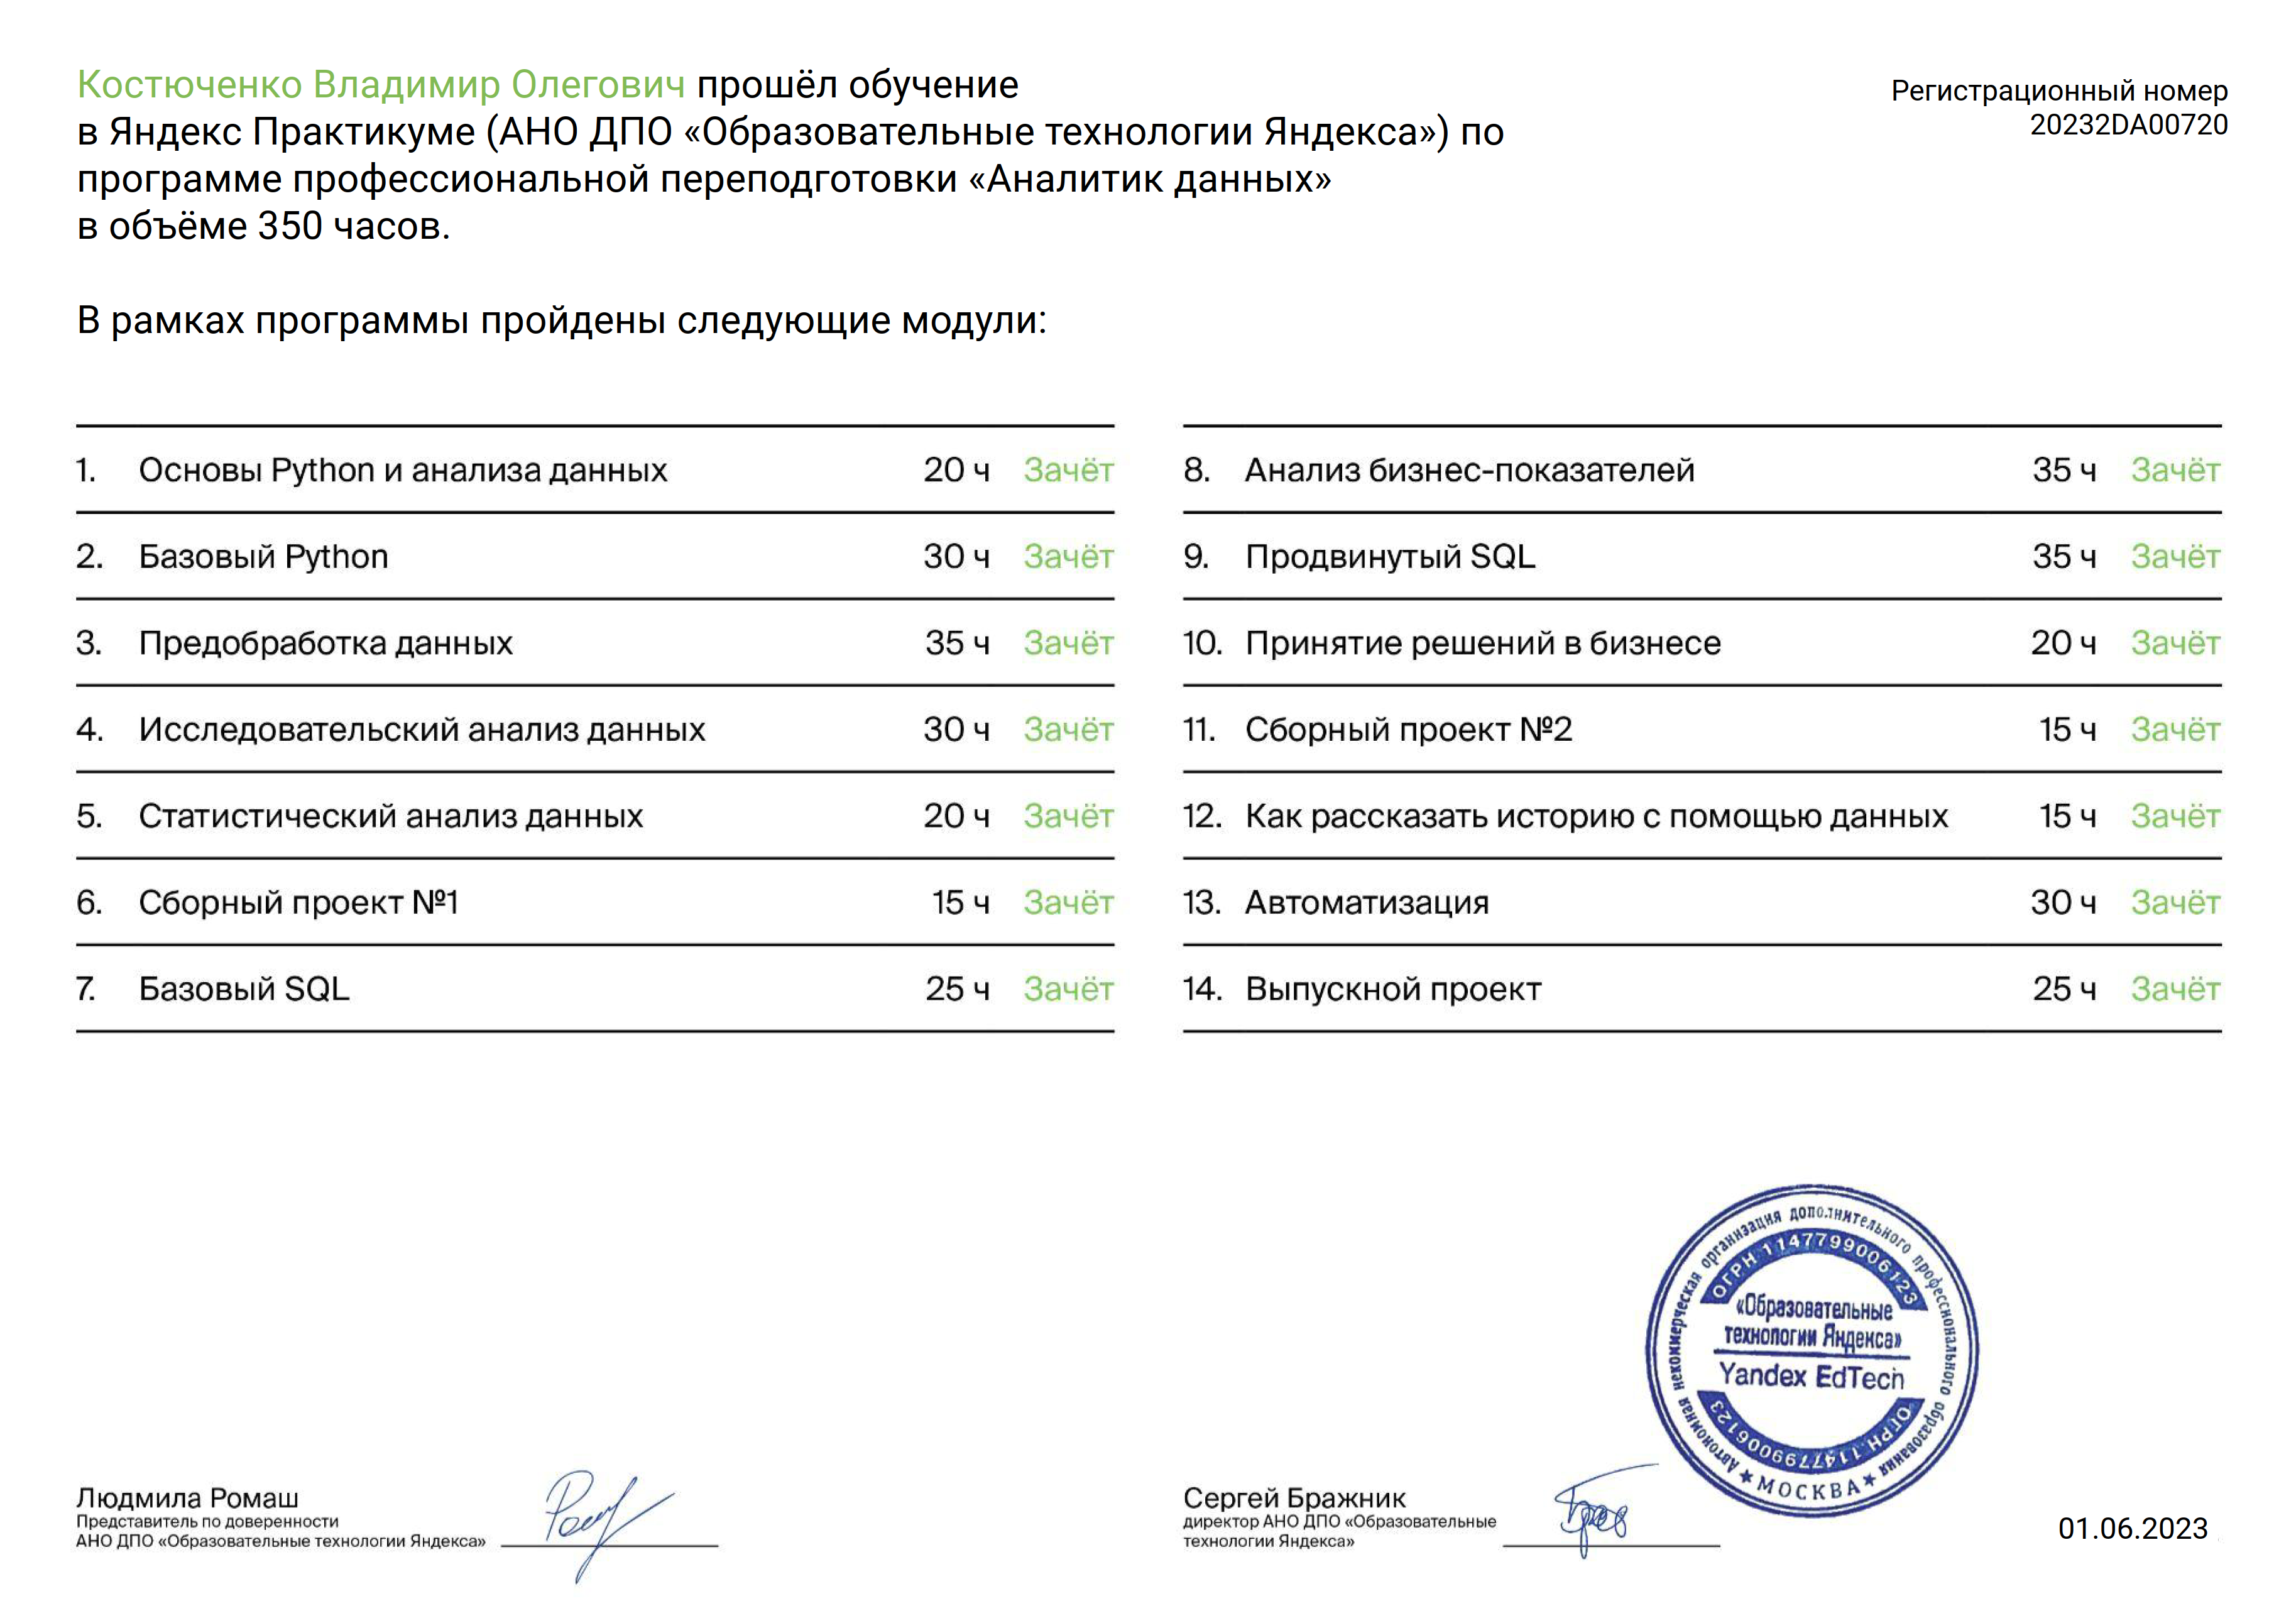 Костюченко Владимир Олегович прошёл обучение
в Яндекс Практикуме (АНО ДПО «Образовательные технологии Яндекса») по
программе профессиональной переподготовки «Аналитик данных»
в объёме 350 часов.
Регистрационный номер
20232DA00720
В рамках программы пройдены следующие модули:
1. Основы Python и анализа данных 20 ч Зачёт
2. Базовый Python 30 ч Зачёт
3. Предобработка данных 35 ч Зачёт
4. Исследовательский анализ данных 30 ч Зачёт
5. Статистический анализ данных 20 ч Зачёт
6. Сборный проект №1 15 ч Зачёт
7. Базовый SQL 25 ч Зачёт
8. Анализ бизнес-показателей 35 ч Зачёт
9. Продвинутый SQL 35 ч Зачёт
10. Принятие решений в бизнесе 20 ч Зачёт
11. Сборный проект №2 15 ч Зачёт
12. Как рассказать историю с помощью данных 15 ч Зачёт
13. Автоматизация 30 ч Зачёт
14. Выпускной проект 25 ч Зачёт
Людмила Ромаш
Представитель по доверенности
АНО ДПО «Образовательные технологии Яндекса»
Сергей Бражник
директор АНО ДПО «Образовательные
технологии Яндекса»
Автономная некоммерческая организация дополнительного профессионального образования
ОГРН 1147799006123
«Образовательные
технологии Яндекса»
Yandex EdTech
ОГРН 1147799006123
★ МОСКВА ★
01.06.2023